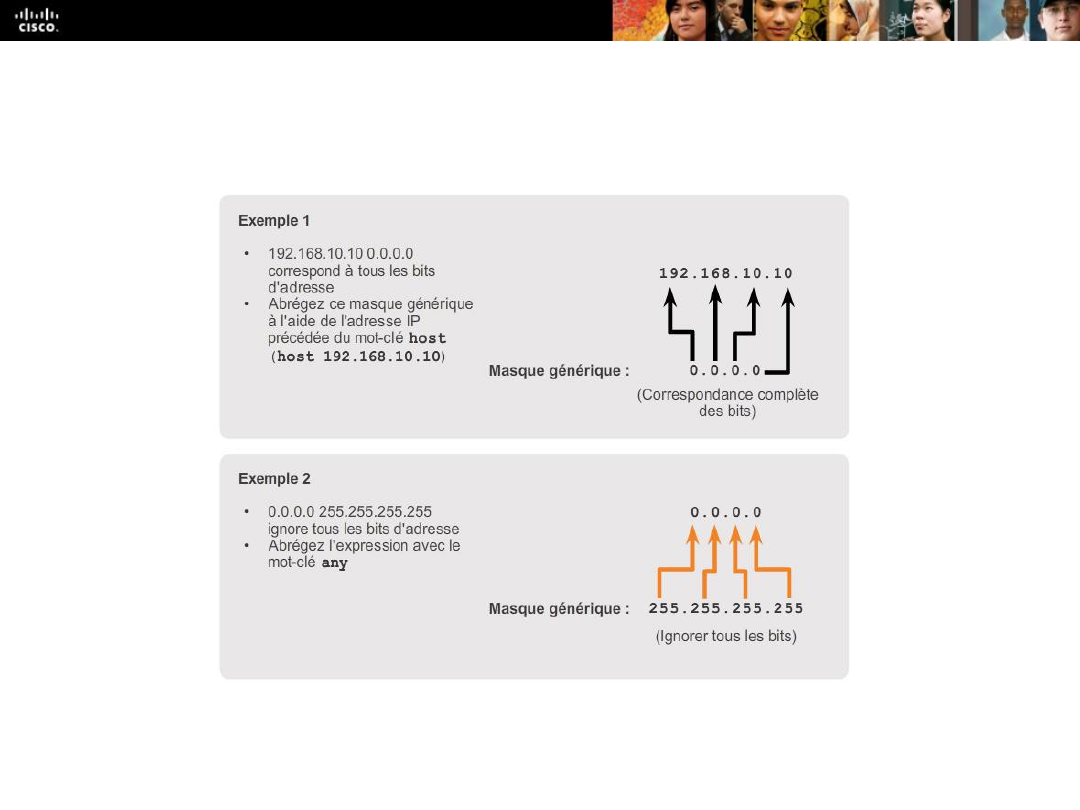 CISCO.
Exemple 1
• 192.168.10.10 0.0.0.0
correspond à tous les bits
d'adresse
• Abrégez ce masque générique
à l'aide de l'adresse IP
précédée du mot-clé host
(host 192.168.10.10)
192.168.10.10
Masque générique : 0.0.0.0
(Correspondance complète
des bits)
Exemple 2
• 0.0.0.0 255.255.255.255
ignore tous les bits d'adresse
• Abrégez l'expression avec le
mot-clé any
0.0.0.0
Masque générique : 255.255.255.255
(Ignorer tous les bits)